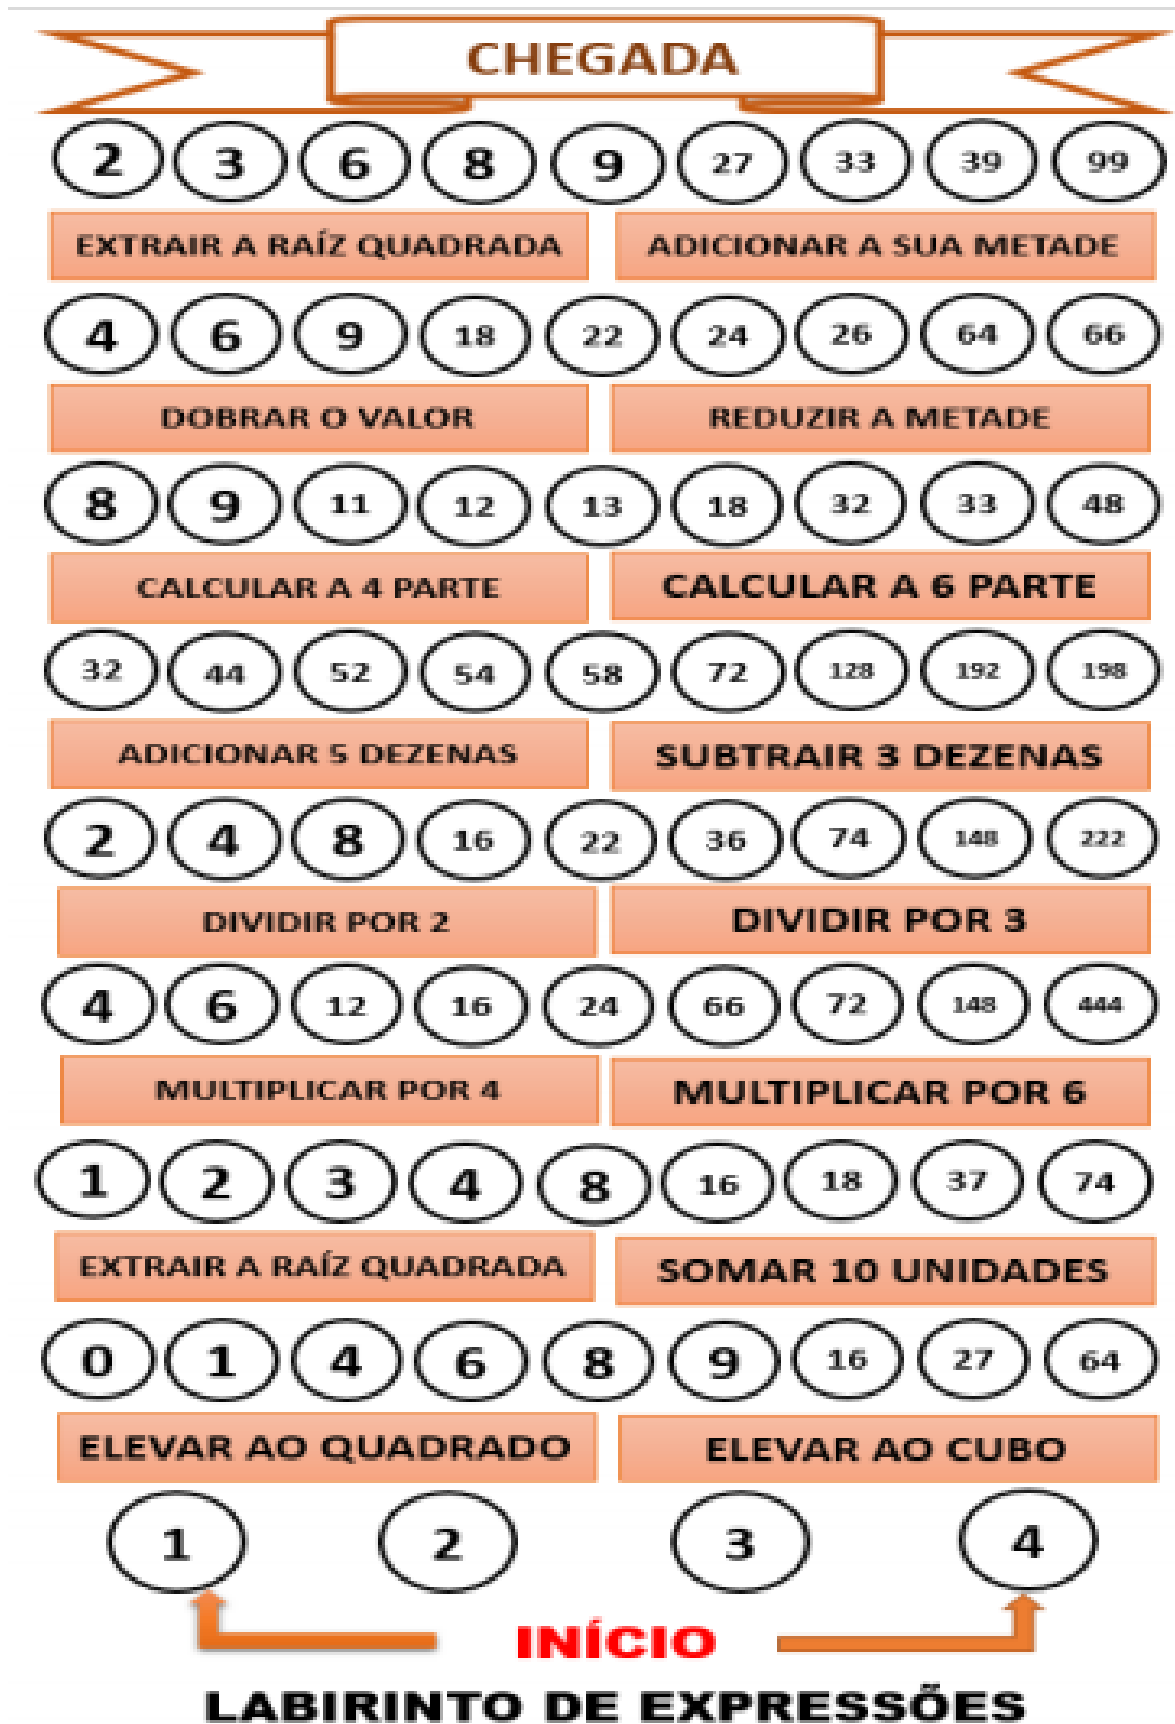 CHEGADA
2 3 6 8 9 27 33 39 99
EXTRAIR A RAÍZ QUADRADA ADICIONAR A SUA METADE
4 6 9 18 22 24 26 64 66
DOBRAR O VALOR REDUZIR A METADE
8 9 11 12 13 18 32 33 48
CALCULAR A 4 PARTE CALCULAR A 6 PARTE
32 44 52 54 58 72 128 192 198
ADICIONAR 5 DEZENAS SUBTRAIR 3 DEZENAS
2 4 8 16 22 36 74 148 222
DIVIDIR POR 2 DIVIDIR POR 3
4 6 12 16 24 66 72 148 444
MULTIPLICAR POR 4 MULTIPLICAR POR 6
1 2 3 4 8 16 18 37 74
EXTRAIR A RAÍZ QUADRADA SOMAR 10 UNIDADES
0 1 4 6 8 9 16 27 64
ELEVAR AO QUADRADO ELEVAR AO CUBO
1 2 3 4
INÍCIO
LABIRINTO DE EXPRESSÕES